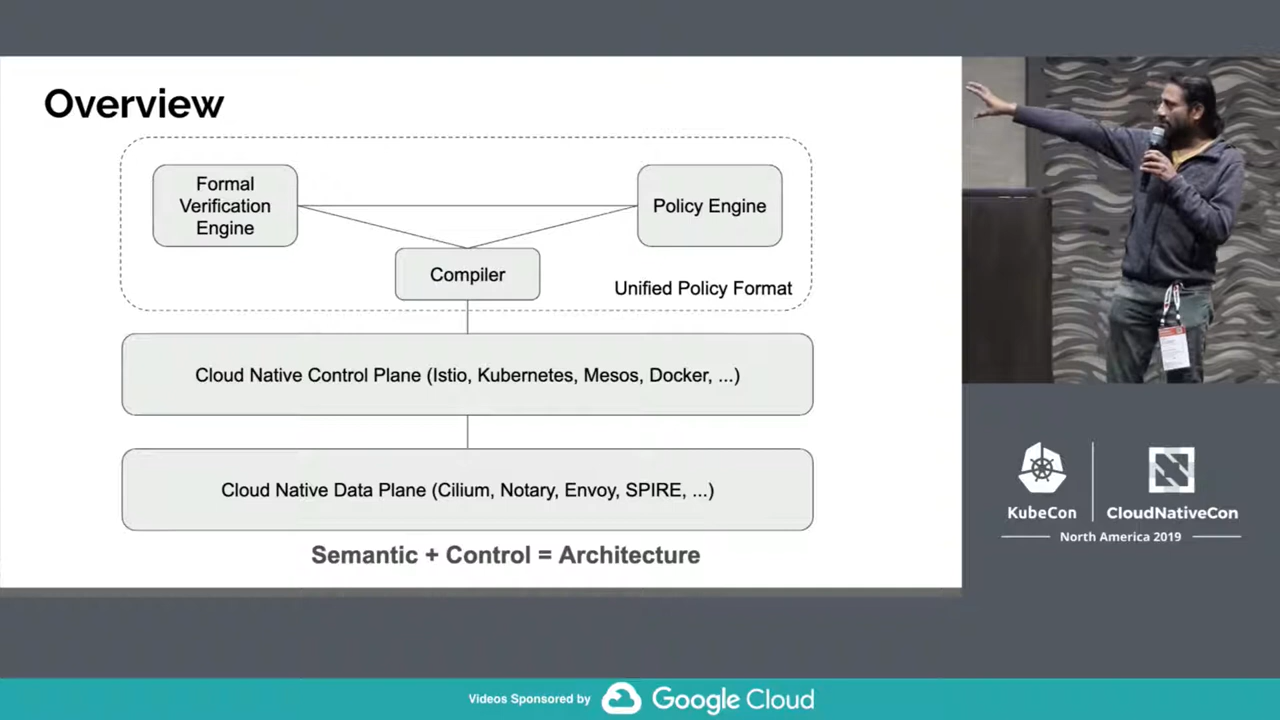 Overview
Formal
Verification
Engine
Policy Engine
Compiler
Unified Policy Format
Cloud Native Control Plane (Istio, Kubernetes, Mesos, Docker, ...)
Cloud Native Data Plane (Cilium, Notary, Envoy, SPIRE, ...)
Semantic + Control = Architecture
KubeCon
CloudNativeCon
North America 2019
Videos Sponsored by
Google Cloud